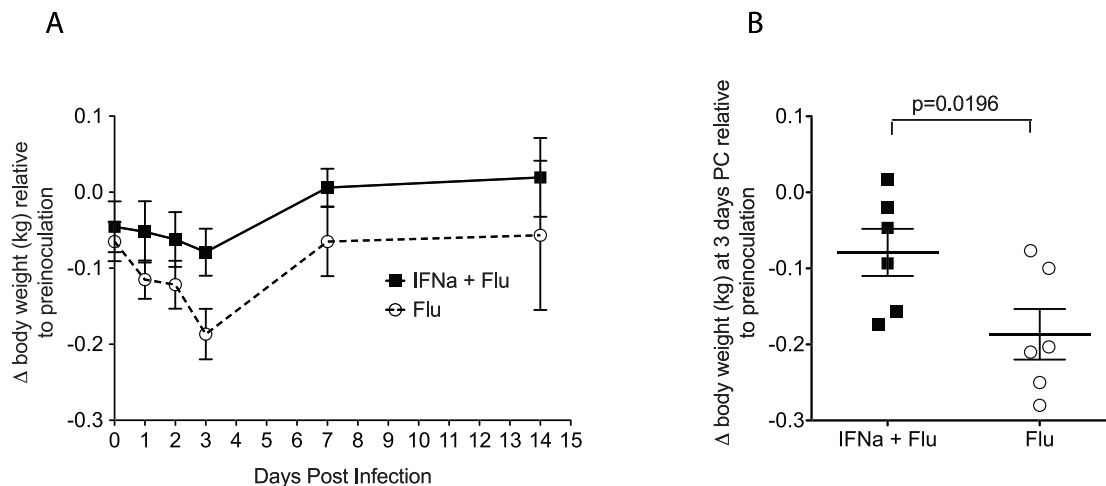 A
Δ body weight (kg) relative
to preinoculation
0.1
0.0
-0.1
-0.2
-0.3
0 1 2 3 4 5 6 7 8 9 10 11 12 13 14 15
Days Post Infection
IFNa + Flu
Flu
B
Δ body weight (kg) at 3 days PC relative
to preinoculation
p=0.0196
0.1
0.0
-0.1
-0.2
-0.3
IFNa + Flu Flu